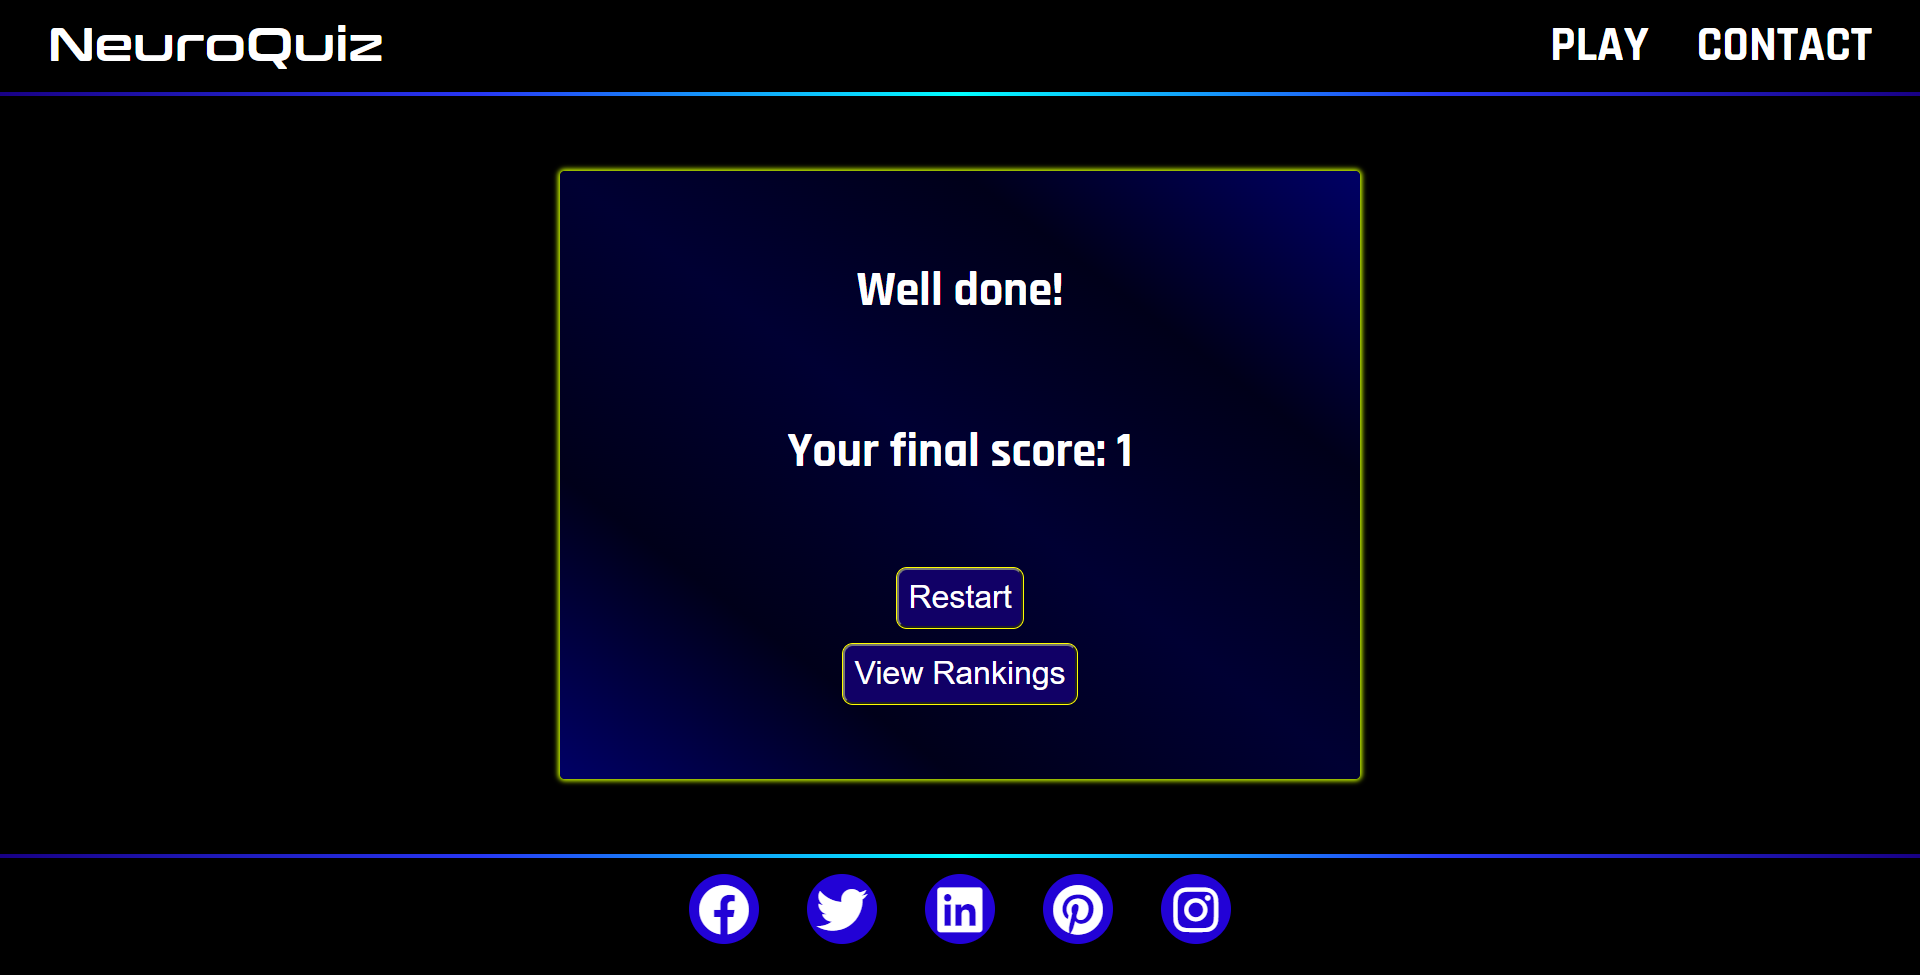 NeuroQuiz
PLAY CONTACT
Well done!
Your final score: 1
Restart
View Rankings